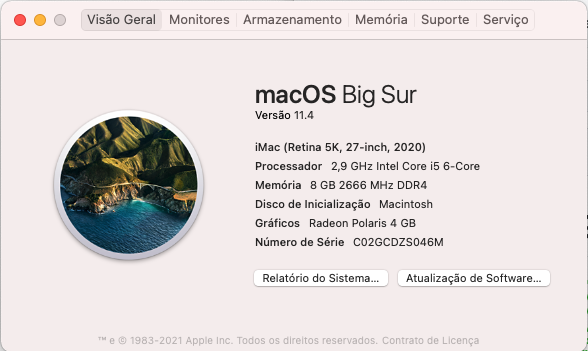 Visão Geral Monitores Armazenamento Memória Suporte Serviço
macOS Big Sur
Versão 11.4
iMac (Retina 5K, 27-inch, 2020)
Processador 2,9 GHz Intel Core i5 6-Core
Memória 8 GB 2666 MHz DDR4
Disco de Inicialização Macintosh
Gráficos Radeon Polaris 4 GB
Número de Série C02GCDZS046M
Relatório do Sistema... Atualização de Software...
™ e © 1983-2021 Apple Inc. Todos os direitos reservados. Contrato de Licença